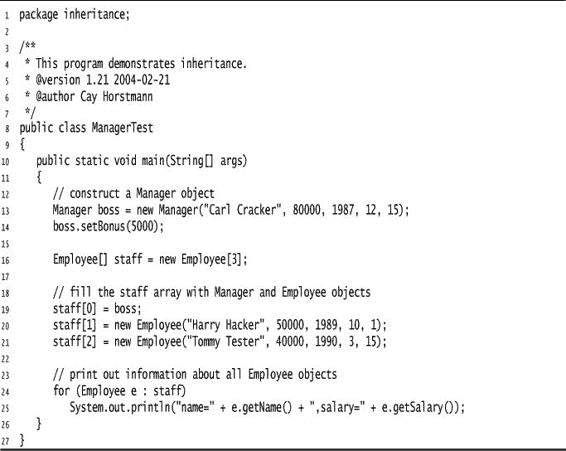 1 package inheritance;
2
3 /**
4  * This program demonstrates inheritance.
5  * @version 1.21 2004-02-21
6  * @author Cay Horstmann
7  */
8 public class ManagerTest
9 {
10    public static void main(String[] args)
11    {
12       // construct a Manager object
13       Manager boss = new Manager("Carl Cracker", 80000, 1987, 12, 15);
14       boss.setBonus(5000);
15
16       Employee[] staff = new Employee[3];
17
18       // fill the staff array with Manager and Employee objects
19       staff[0] = boss;
20       staff[1] = new Employee("Harry Hacker", 50000, 1989, 10, 1);
21       staff[2] = new Employee("Tommy Tester", 40000, 1990, 3, 15);
22
23       // print out information about all Employee objects
24       for (Employee e : staff)
25          System.out.println("name=" + e.getName() + ",salary=" + e.getSalary());
26    }
27 }